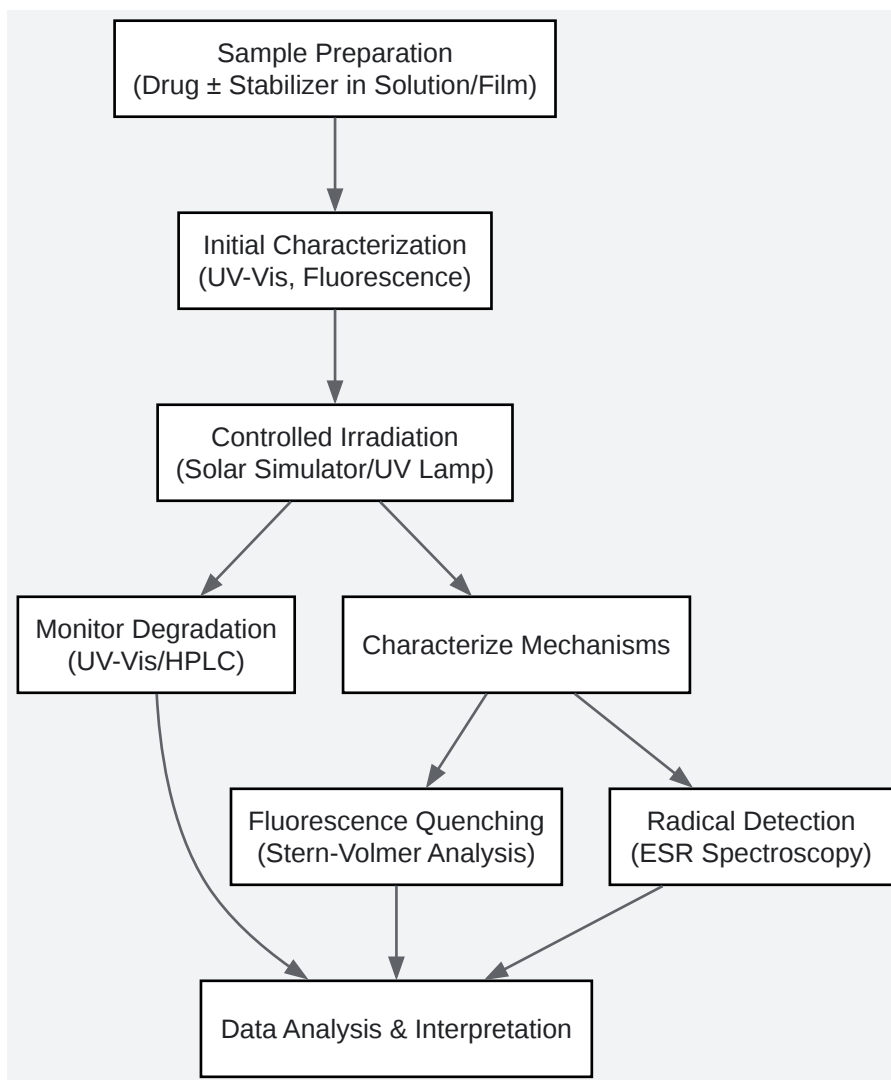 Sample Preparation
(Drug ± Stabilizer in Solution/Film)
Initial Characterization
(UV-Vis, Fluorescence)
Controlled Irradiation
(Solar Simulator/UV Lamp)
Monitor Degradation
(UV-Vis/HPLC)
Characterize Mechanisms
Fluorescence Quenching
(Stern-Volmer Analysis)
Radical Detection
(ESR Spectroscopy)
Data Analysis & Interpretation